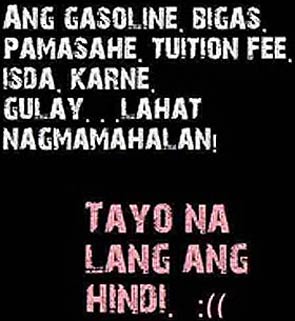 ANG GASOLINE, BIGAS,
PAMASAHE, TUITION FEE,
ISDA, KARNE,
GULAY. . .LAHAT
NAGMAMAHALAN!
TAYO NA
LANG ANG
HINDI. :((